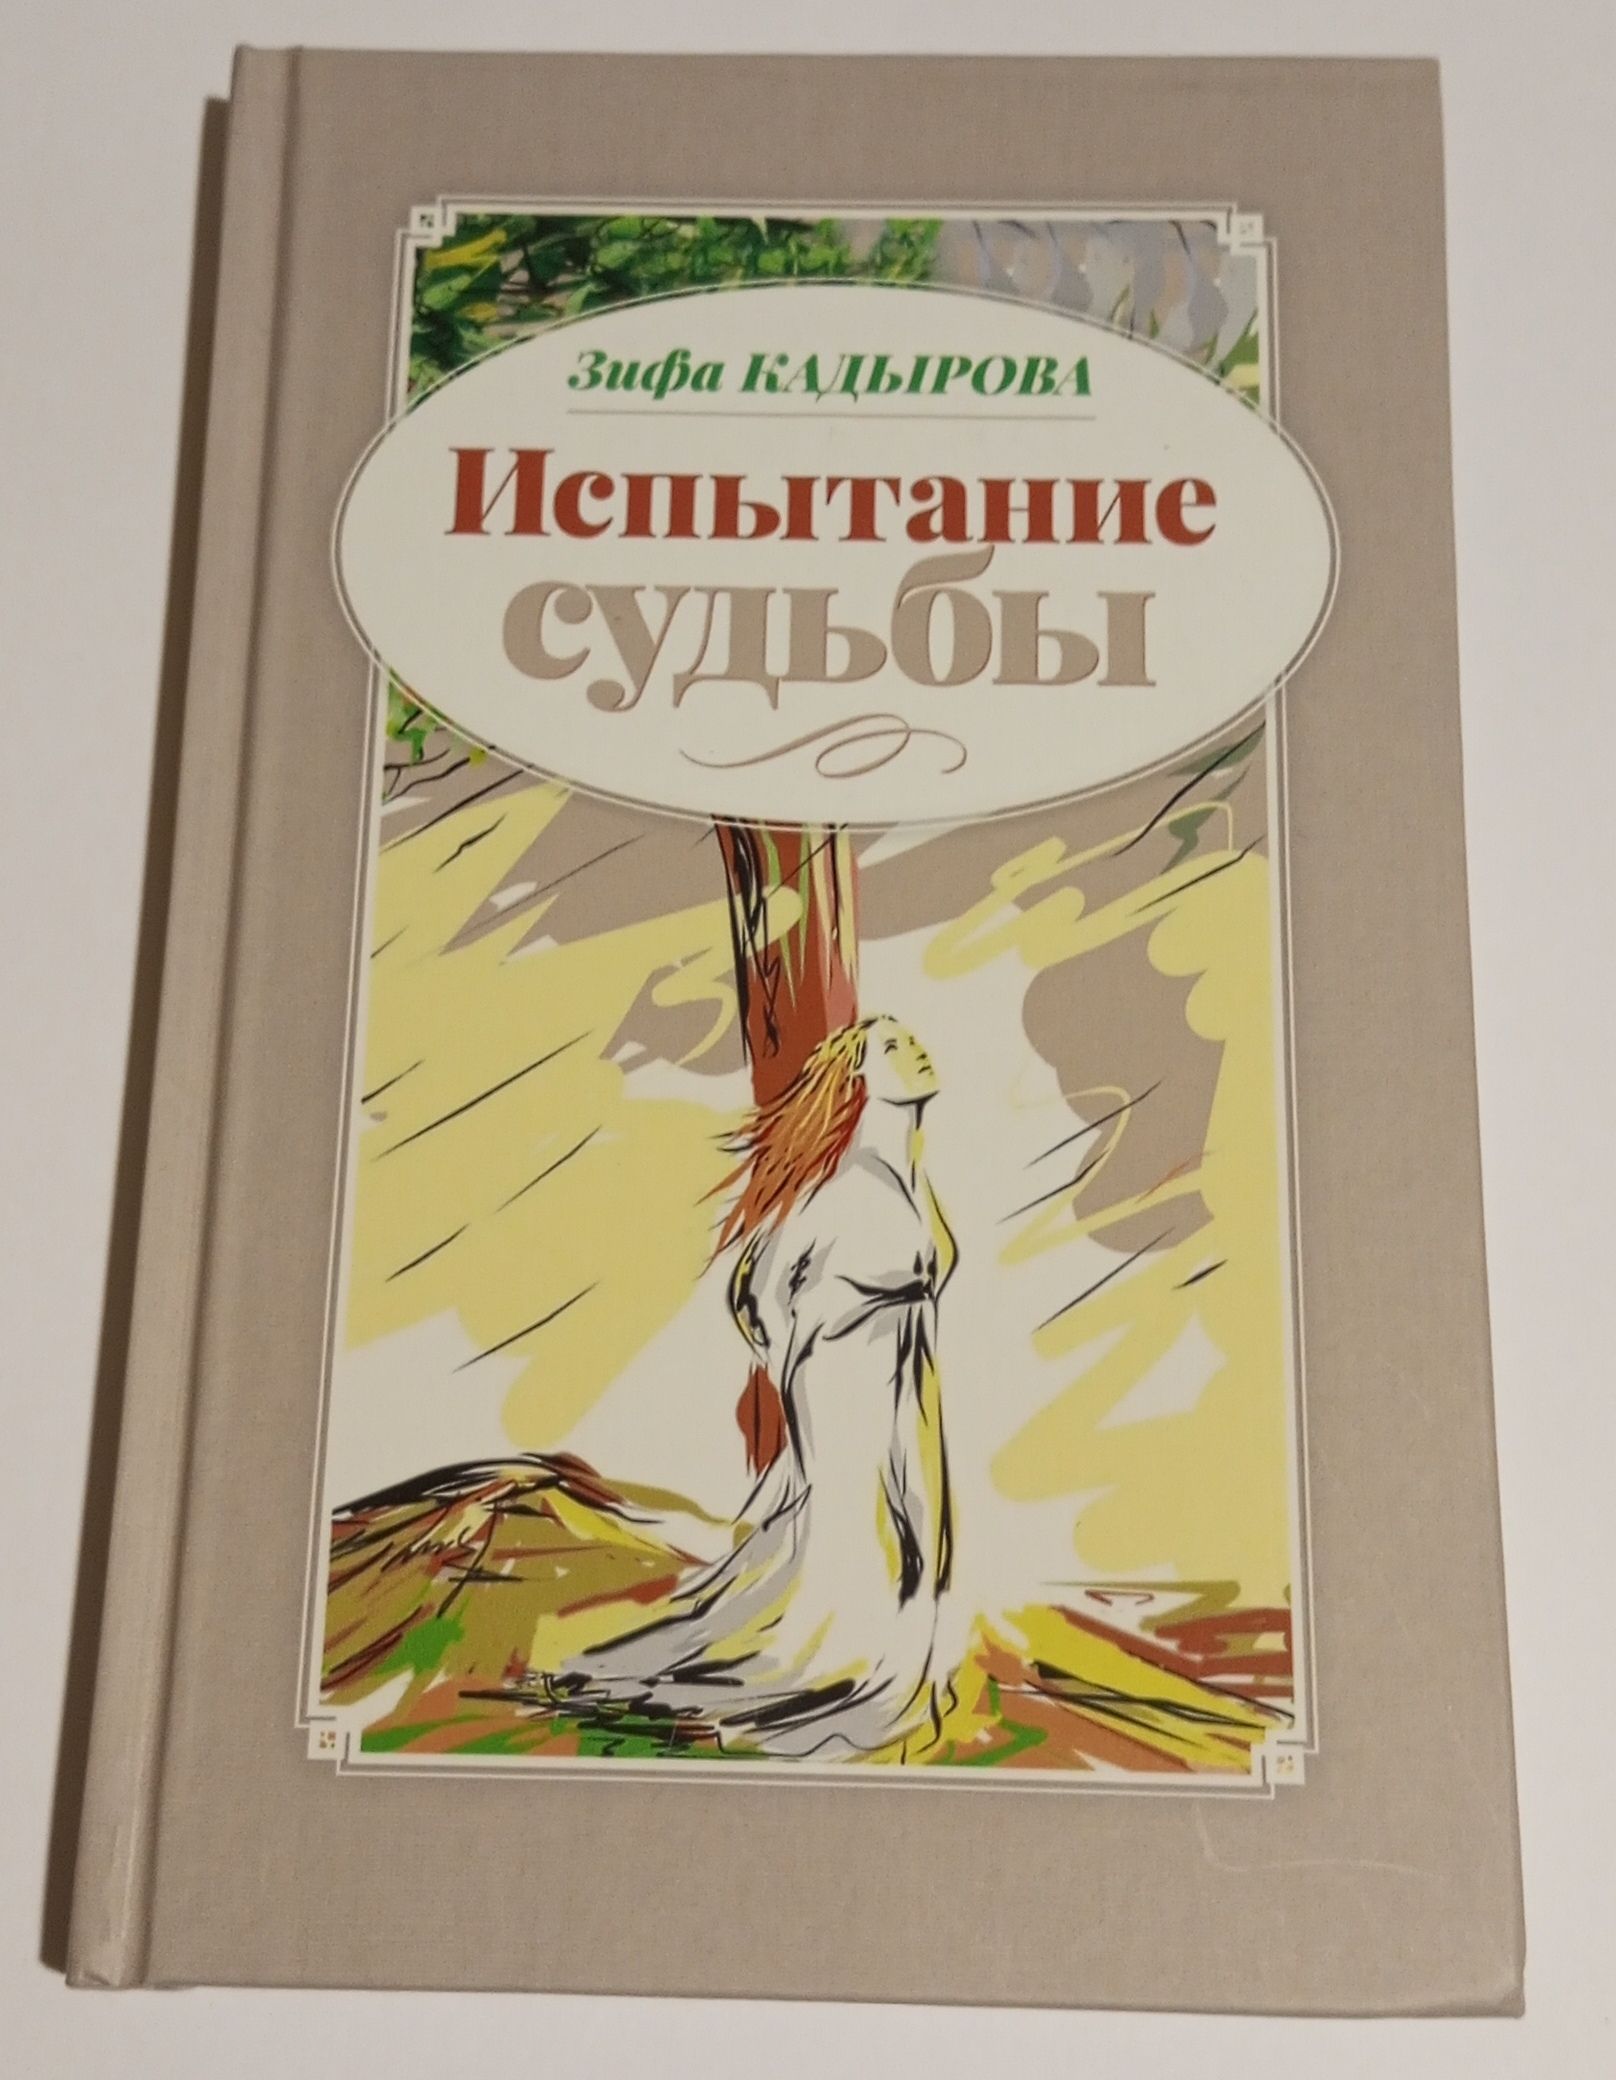 Зифа КАДЫРОВА
Испытание
судьбы